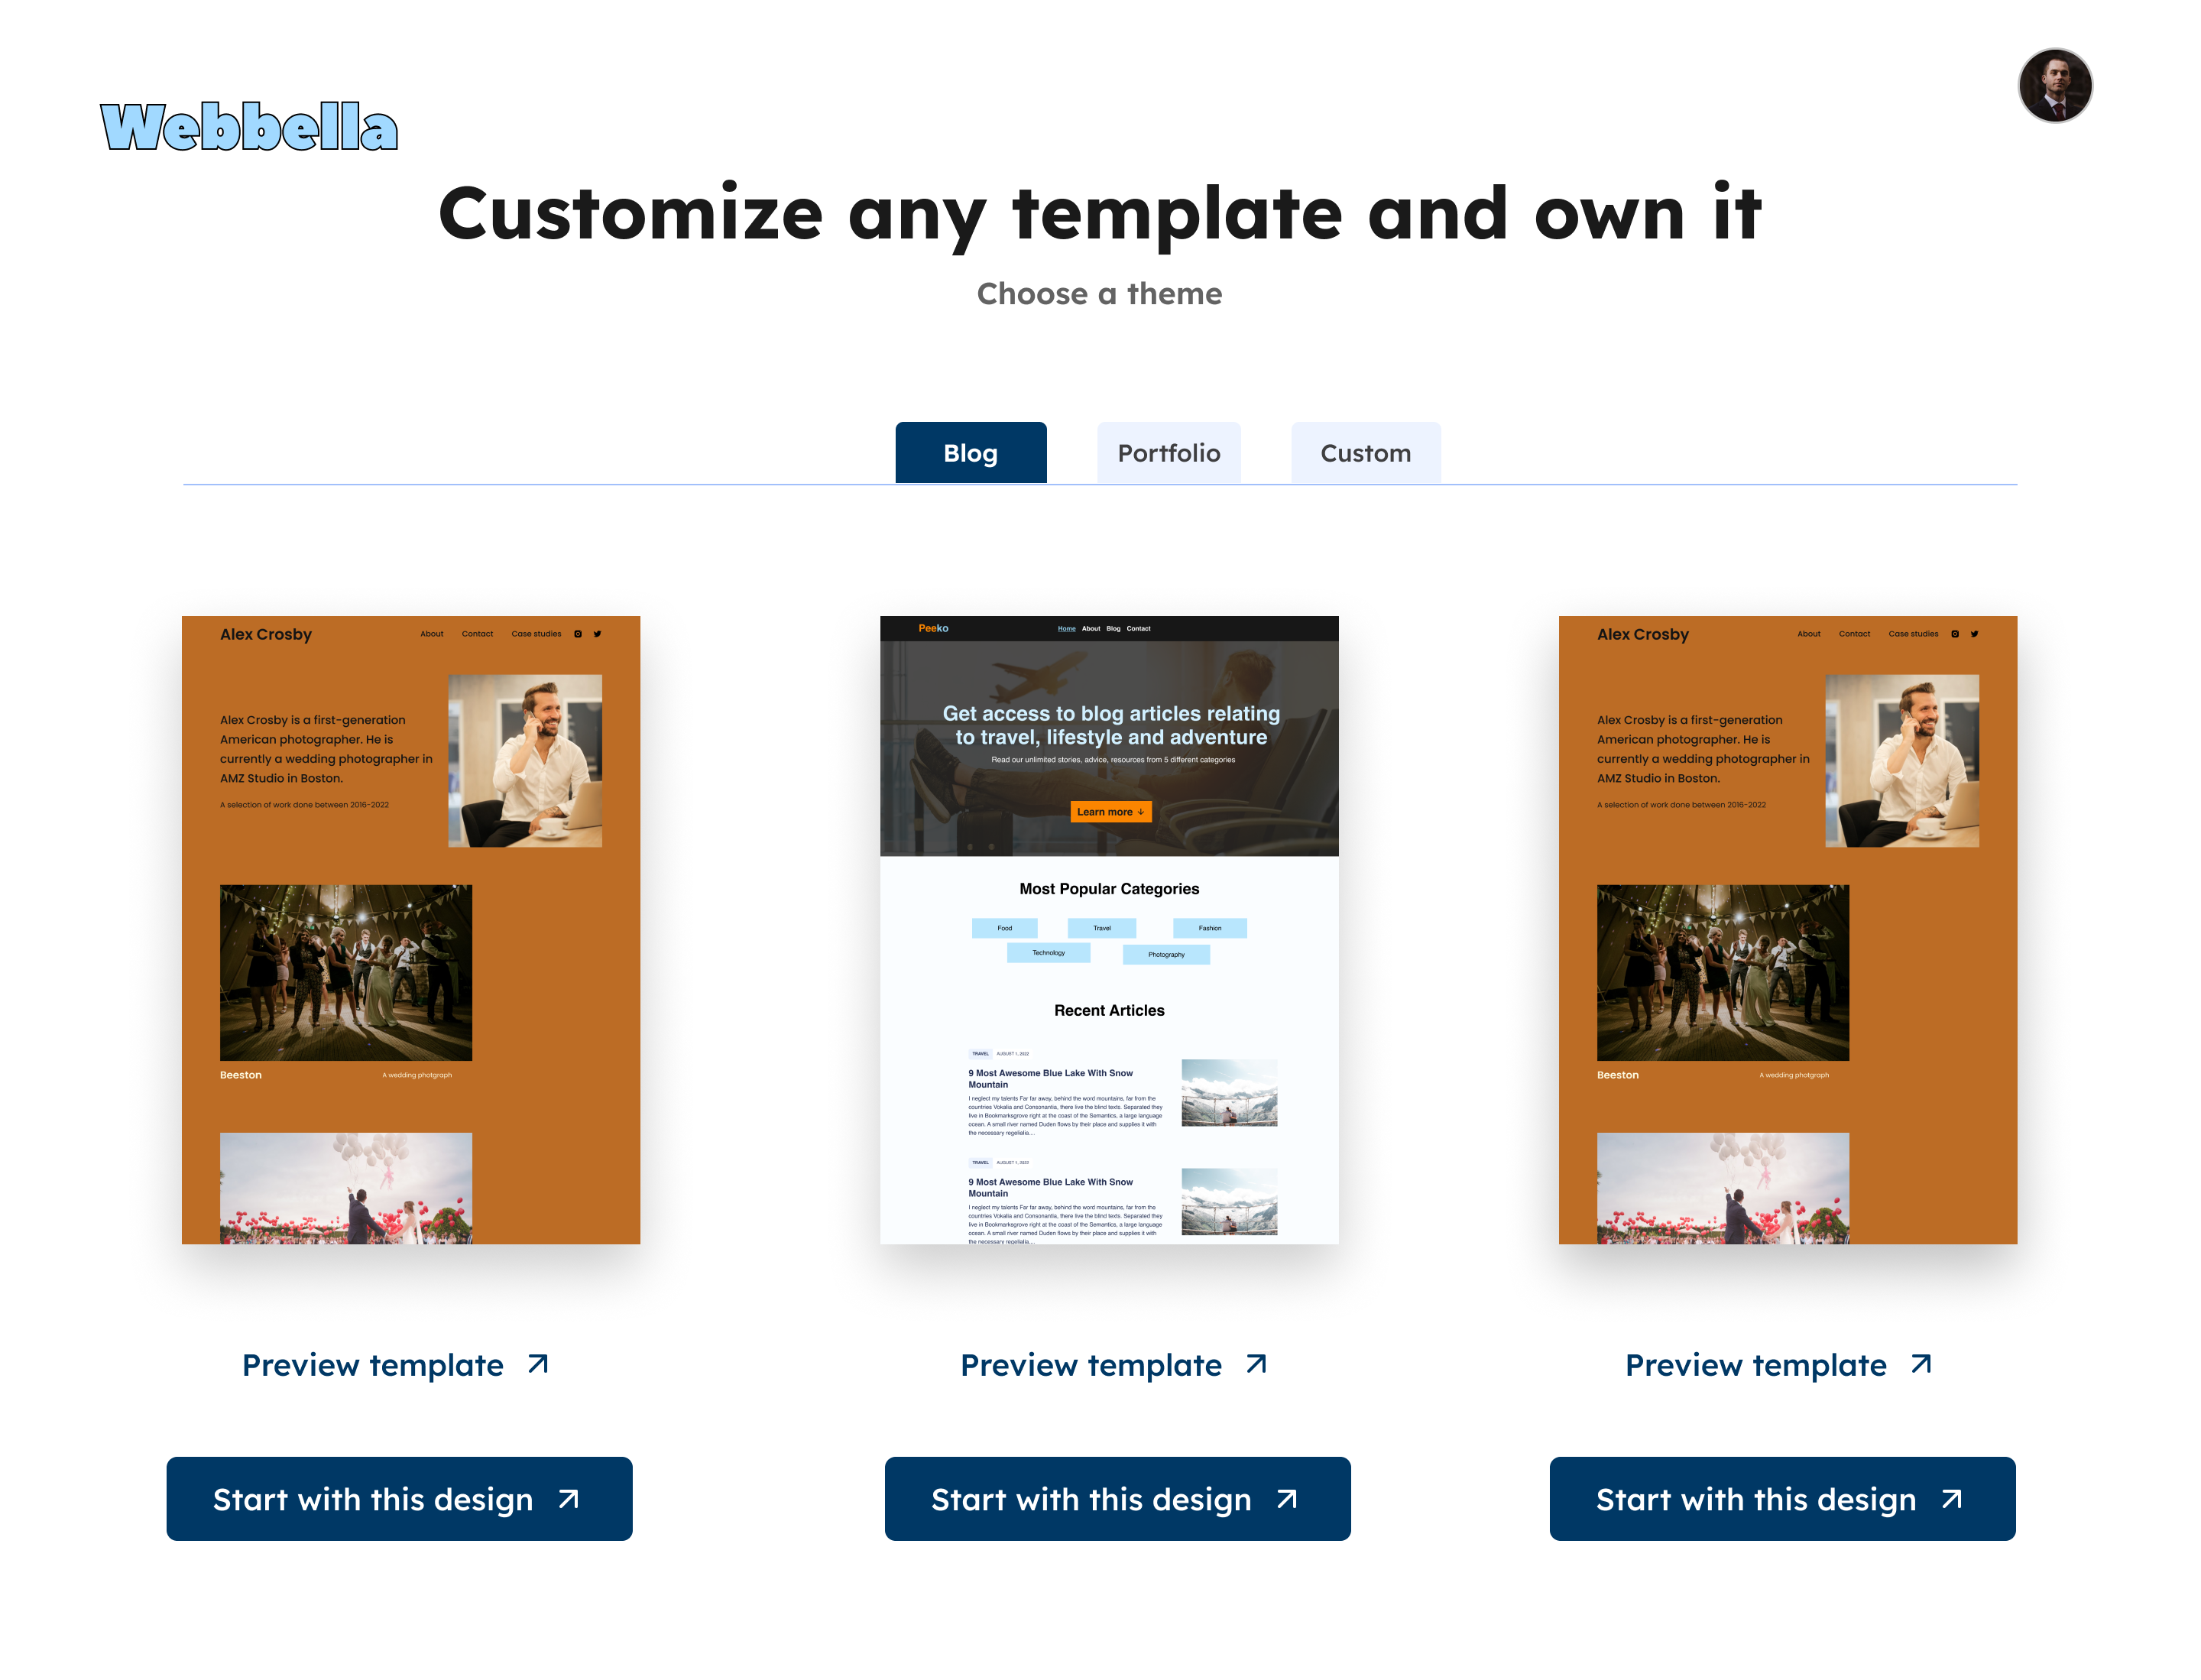 Webbella
Customize any template and own it
Choose a theme
Blog
Portfolio
Custom
Alex Crosby
About
Contact
Case studies
Alex Crosby is a first-generation
American photographer. He is
currently a wedding photographer in
AMZ Studio in Boston.
A selection of work done between 2016-2022
Beeston
A wedding photgraph
Peeko
Home
About
Blog
Contact
Get access to blog articles relating
to travel, lifestyle and adventure
Read our unlimited stories, advice, resources from 5 different categories
Learn more
Most Popular Categories
Food
Travel
Fashion
Technology
Photography
Recent Articles
TRAVEL
AUGUST 1, 2022
9 Most Awesome Blue Lake With Snow
Mountain
I neglect my talents Far far away, behind the word mountains, far from the
countries Vokalia and Consonantia, there live the blind texts. Separated they
live in Bookmarksgrove right at the coast of the Semantics, a large language
ocean. A small river named Duden flows by their place and supplies it with
the necessary regelialia....
TRAVEL
AUGUST 1, 2021
9 Most Awesome Blue Lake With Snow
Mountain
I neglect my talents Far far away, behind the word mountains, far from the
countries Vokalia and Consonantia, there live the blind texts. Separated they
live in Bookmarksgrove right at the coast of the Semantics, a large language
ocean. A small river named Duden flows by their place and supplies it with
the necessary regelialia....
Alex Crosby
About
Contact
Case studies
Alex Crosby is a first-generation
American photographer. He is
currently a wedding photographer in
AMZ Studio in Boston.
A selection of work done between 2016-2022
Beeston
A wedding photgraph
Preview template
Preview template
Preview template
Start with this design
Start with this design
Start with this design